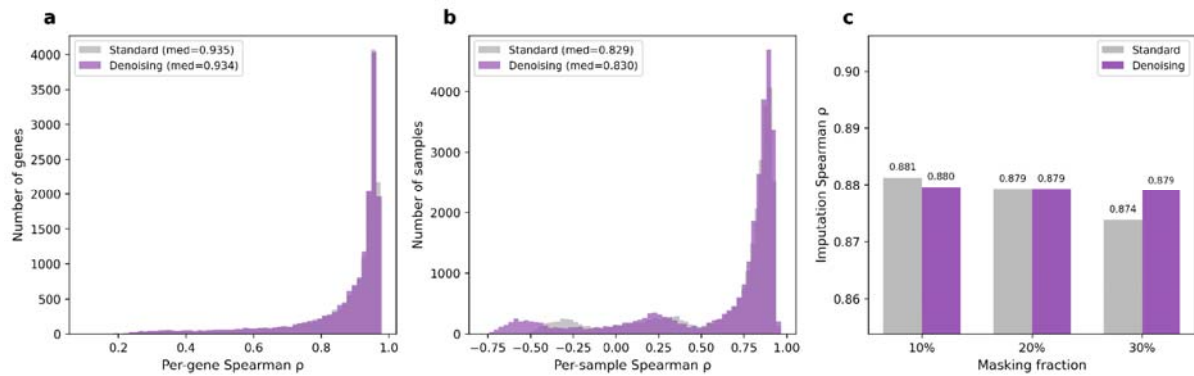 a
Standard (med=0.935)
Denoising (med=0.934)
Number of genes
4000
3500
3000
2500
2000
1500
1000
500
0
0.2 0.4 0.6 0.8 1.0
Per-gene Spearman ρ
b
Standard (med=0.829)
Denoising (med=0.830)
Number of samples
4000
3000
2000
1000
0
−0.75 −0.50 −0.25 0.00 0.25 0.50 0.75 1.00
Per-sample Spearman ρ
c
Standard
Denoising
Imputation Spearman ρ
0.90
0.89
0.88
0.87
0.86
0.881 0.880 0.879 0.879 0.874 0.879
10% 20% 30%
Masking fraction